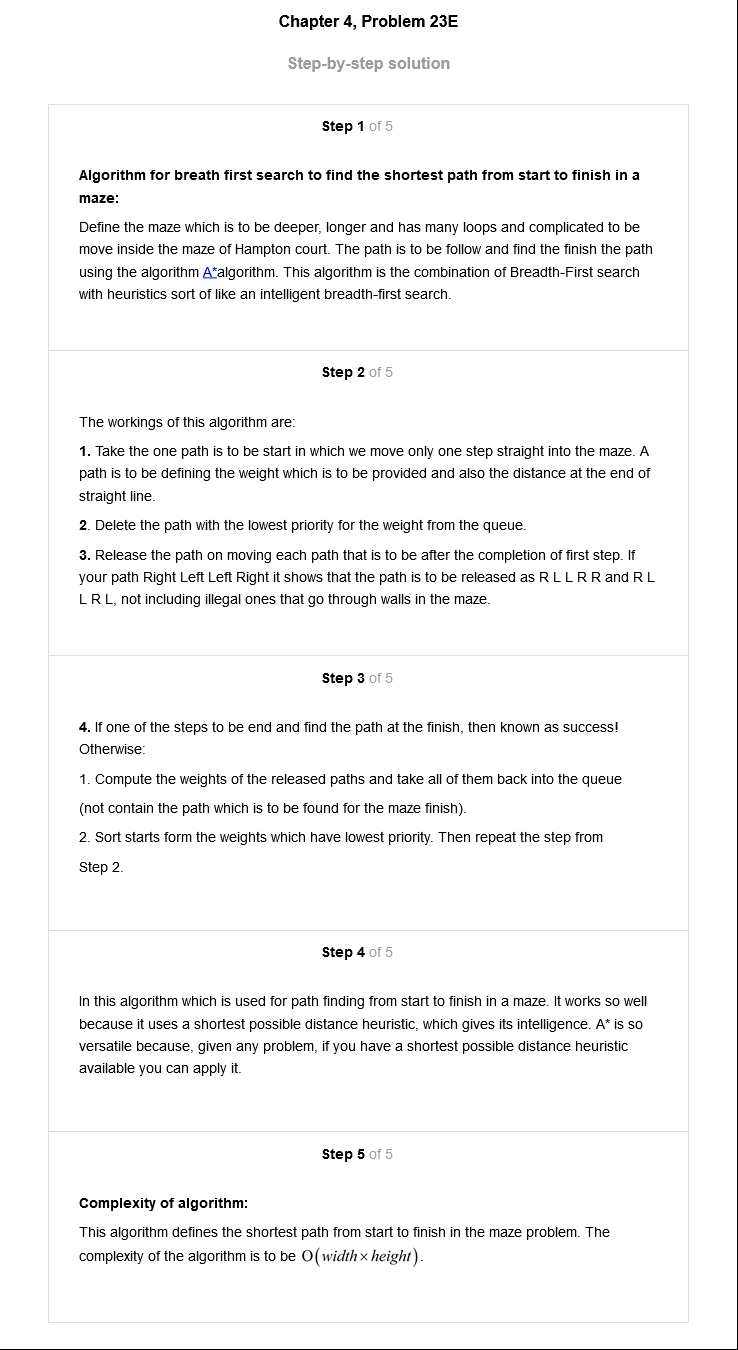 Chapter 4, Problem 23E
Step-by-step solution
Step 1 of 5
Algorithm for breath first search to find the shortest path from start to finish in a
maze:
Define the maze which is to be deeper, longer and has many loops and complicated to be
move inside the maze of Hampton court. The path is to be follow and find the finish the path
using the algorithm A*algorithm. This algorithm is the combination of Breadth-First search
with heuristics sort of like an intelligent breadth-first search.
Step 2 of 5
The workings of this algorithm are:
1. Take the one path is to be start in which we move only one step straight into the maze. A
path is to be defining the weight which is to be provided and also the distance at the end of
straight line.
2. Delete the path with the lowest priority for the weight from the queue.
3. Release the path on moving each path that is to be after the completion of first step. If
your path Right Left Left Right it shows that the path is to be released as R L L R R and R L
L R L, not including illegal ones that go through walls in the maze.
Step 3 of 5
4. If one of the steps to be end and find the path at the finish, then known as success!
Otherwise:
1. Compute the weights of the released paths and take all of them back into the queue
(not contain the path which is to be found for the maze finish).
2. Sort starts form the weights which have lowest priority. Then repeat the step from
Step 2.
Step 4 of 5
In this algorithm which is used for path finding from start to finish in a maze. It works so well
because it uses a shortest possible distance heuristic, which gives its intelligence. A* is so
versatile because, given any problem, if you have a shortest possible distance heuristic
available you can apply it.
Step 5 of 5
Complexity of algorithm:
This algorithm defines the shortest path from start to finish in the maze problem. The
complexity of the algorithm is to be O(width×height).